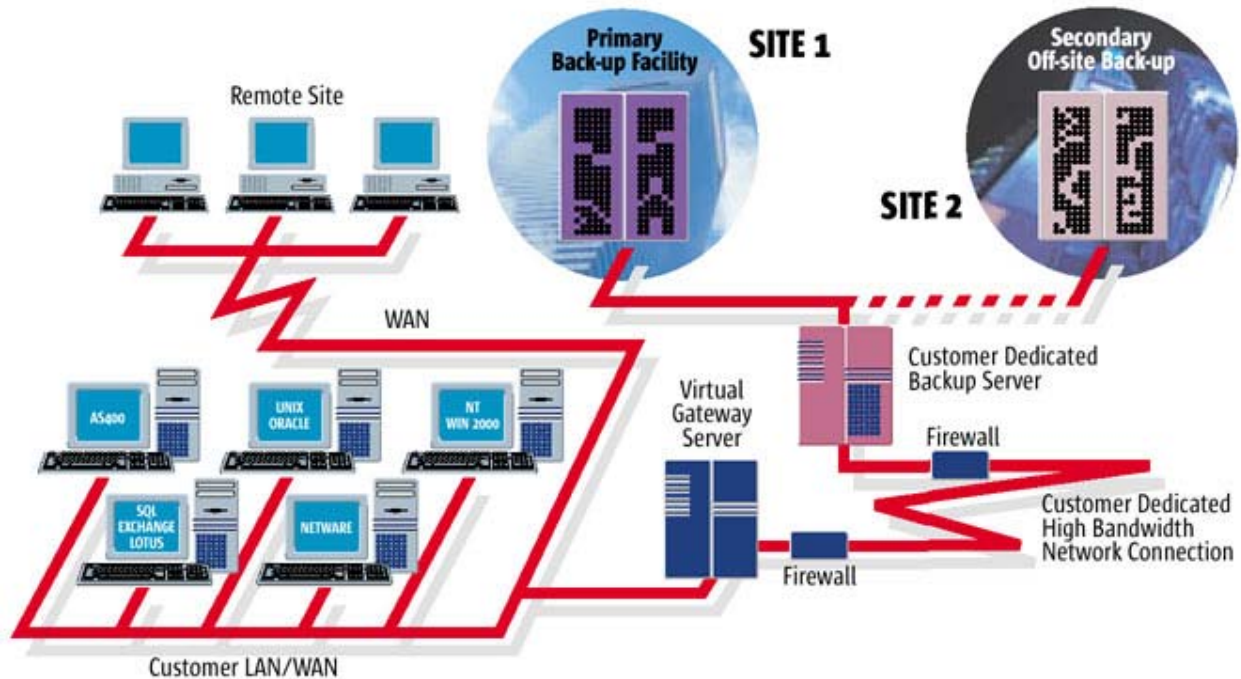 Primary
Back-up Facility
SITE 1
Secondary
Off-site Back-up
Remote Site
SITE 2
WAN
Customer Dedicated
Backup Server
Virtual
Gateway
Server
AS400
UNIX
ORACLE
NT
WIN 2000
Firewall
SQL
EXCHANGE
LOTUS
NETWARE
Customer Dedicated
High Bandwidth
Network Connection
Firewall
Customer LAN/WAN